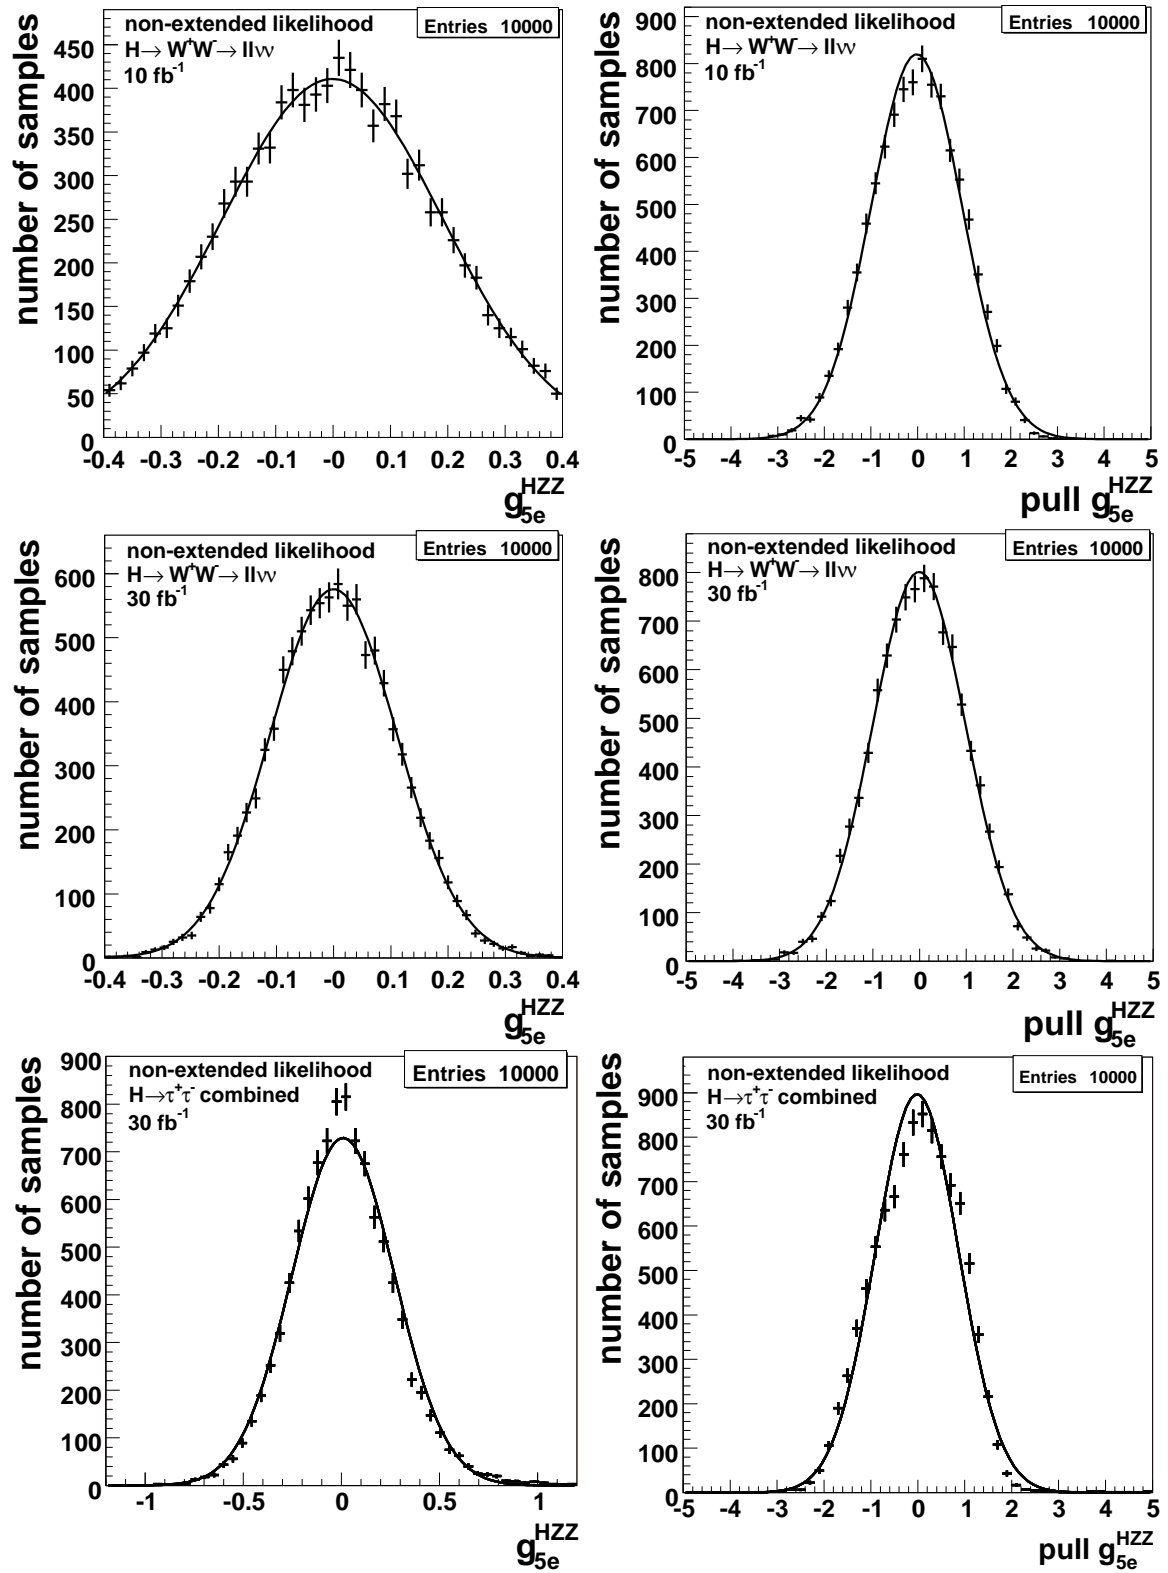 non-extended likelihood
H→ W⁺W⁻→ llνν
10 fb⁻¹
Entries 10000
number of samples
450
400
350
300
250
200
150
100
50
0
-0.4 -0.3 -0.2 -0.1 -0 0.1 0.2 0.3 0.4
g_5e^HZZ
non-extended likelihood
H→ W⁺W⁻→ llνν
10 fb⁻¹
Entries 10000
number of samples
900
800
700
600
500
400
300
200
100
0
-5 -4 -3 -2 -1 0 1 2 3 4 5
pull g_5e^HZZ
non-extended likelihood
H→ W⁺W⁻→ llνν
30 fb⁻¹
Entries 10000
number of samples
600
500
400
300
200
100
0
-0.4 -0.3 -0.2 -0.1 -0 0.1 0.2 0.3 0.4
g_5e^HZZ
non-extended likelihood
H→ W⁺W⁻→ llνν
30 fb⁻¹
Entries 10000
number of samples
800
700
600
500
400
300
200
100
0
-5 -4 -3 -2 -1 0 1 2 3 4 5
pull g_5e^HZZ
non-extended likelihood
H→τ⁺τ⁻ combined
30 fb⁻¹
Entries 10000
number of samples
900
800
700
600
500
400
300
200
100
0
-1 -0.5 0 0.5 1
g_5e^HZZ
non-extended likelihood
H→τ⁺τ⁻ combined
30 fb⁻¹
Entries 10000
number of samples
900
800
700
600
500
400
300
200
100
0
-5 -4 -3 -2 -1 0 1 2 3 4 5
pull g_5e^HZZ